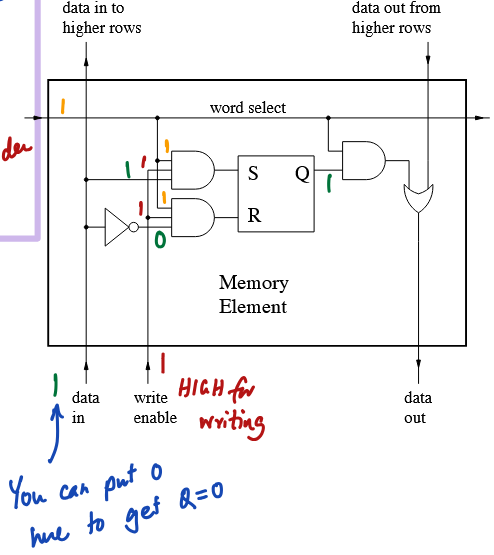 data in to
higher rows
data out from
higher rows
1
word select
der
1
1 1
S
Q
1
1
1
R
0
Memory
Element
1
1
data
in
write
enable
HIGH for
writing
data
out
You can put 0
here to get Q=0